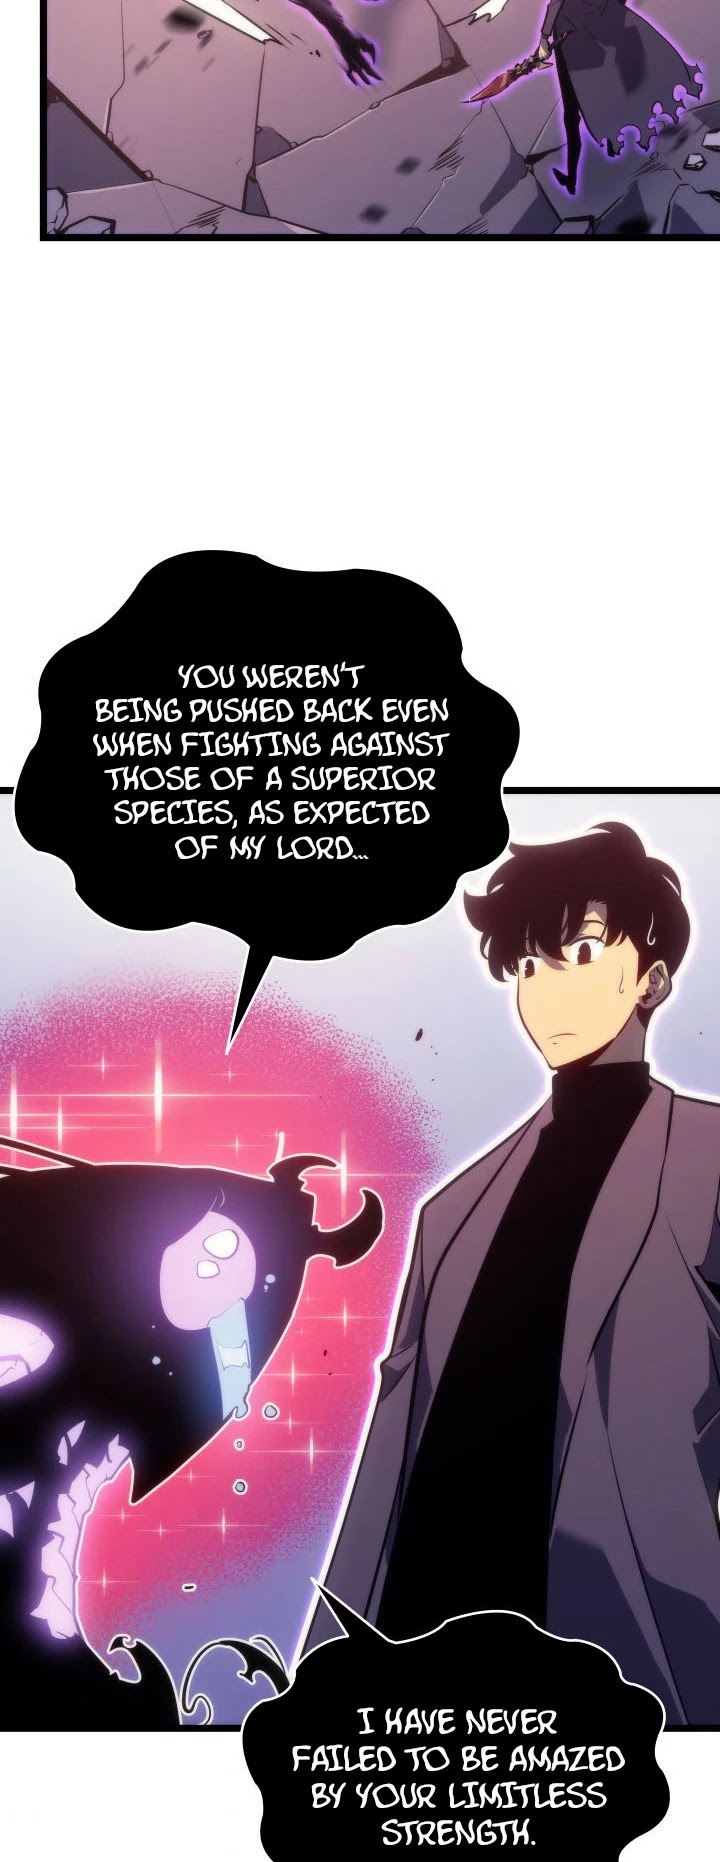 YOU WEREN'T
BEING PUSHED BACK EVEN
WHEN FIGHTING AGAINST
THOSE OF A SUPERIOR
SPECIES, AS EXPECTED
OF MY LORD...
I HAVE NEVER
FAILED TO BE AMAZED
BY YOUR LIMITLESS
STRENGTH.